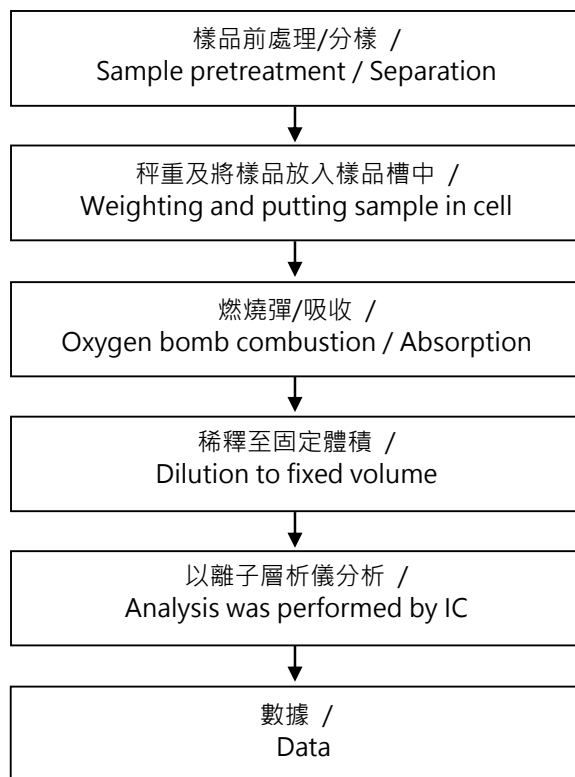 樣品前處理/分樣 /
Sample pretreatment / Separation
秤重及將樣品放入樣品槽中 /
Weighting and putting sample in cell
燃燒彈/吸收 /
Oxygen bomb combustion / Absorption
稀釋至固定體積 /
Dilution to fixed volume
以離子層析儀分析 /
Analysis was performed by IC
數據 /
Data